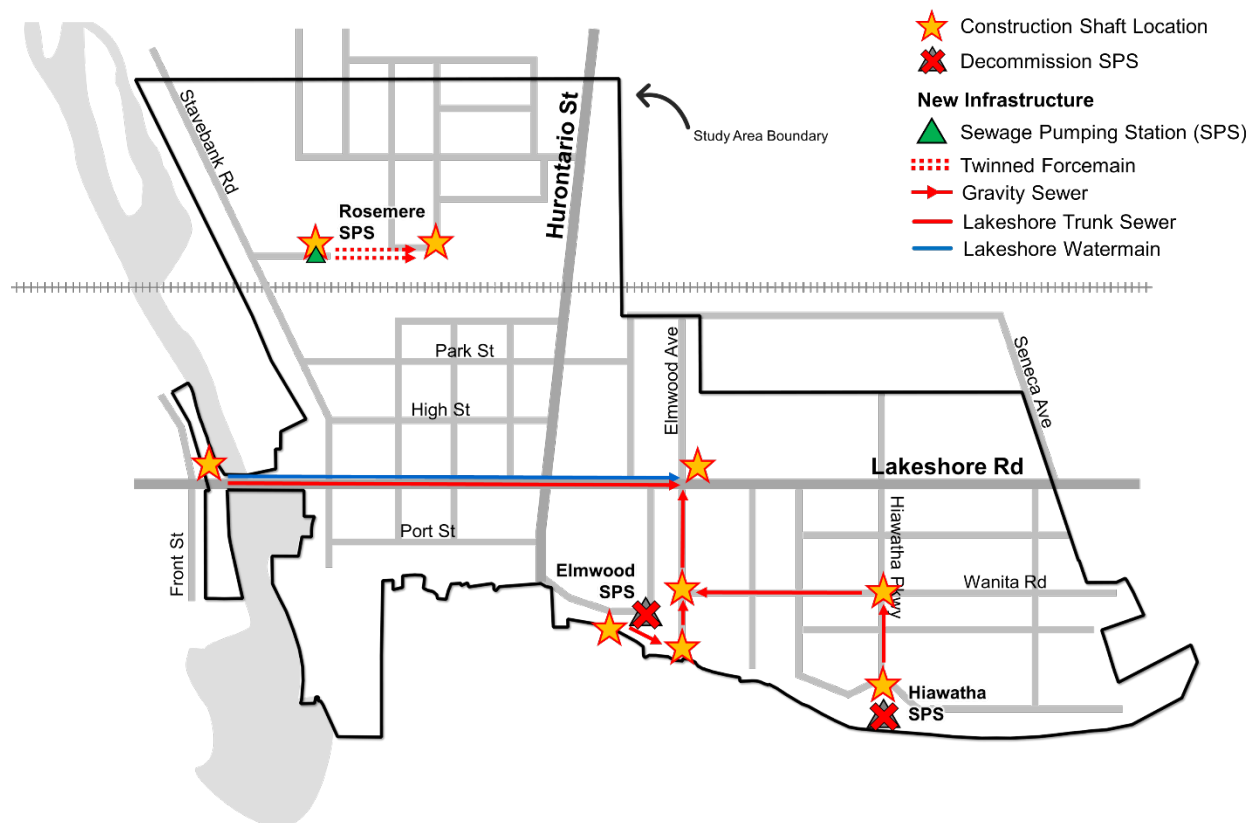 Construction Shaft Location
Decommission SPS
New Infrastructure
Sewage Pumping Station (SPS)
Twinned Forcemain
Gravity Sewer
Lakeshore Trunk Sewer
Lakeshore Watermain
Study Area Boundary
Stavebank Rd
Hurontario St
Rosemere
SPS
Park St
High St
Elmwood Ave
Seneca Ave
Lakeshore Rd
Front St
Port St
Hiawatha Pkwy
Elmwood
SPS
Wanita Rd
Hiawatha
SPS